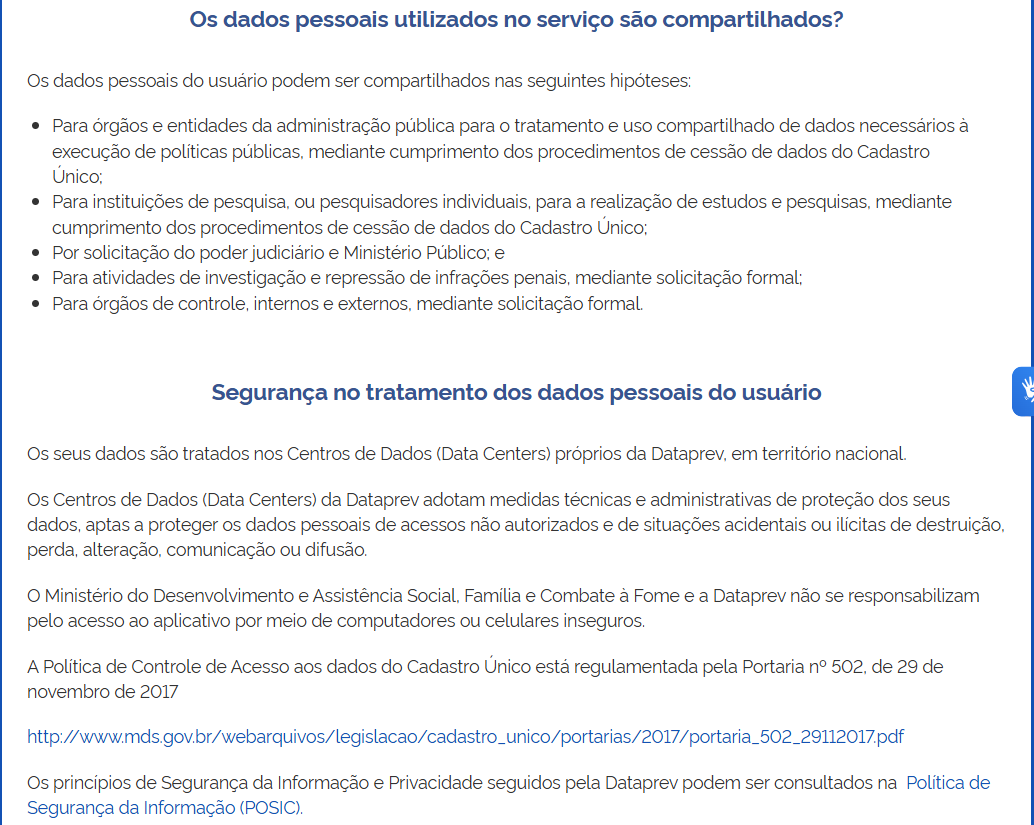 Os dados pessoais utilizados no serviço são compartilhados?
Os dados pessoais do usuário podem ser compartilhados nas seguintes hipóteses:
• Para órgãos e entidades da administração pública para o tratamento e uso compartilhado de dados necessários à
execução de políticas públicas, mediante cumprimento dos procedimentos de cessão de dados do Cadastro
Único;
• Para instituições de pesquisa, ou pesquisadores individuais, para a realização de estudos e pesquisas, mediante
cumprimento dos procedimentos de cessão de dados do Cadastro Único;
• Por solicitação do poder judiciário e Ministério Público; e
• Para atividades de investigação e repressão de infrações penais, mediante solicitação formal;
• Para órgãos de controle, internos e externos, mediante solicitação formal.
Segurança no tratamento dos dados pessoais do usuário
Os seus dados são tratados nos Centros de Dados (Data Centers) próprios da Dataprev, em território nacional.
Os Centros de Dados (Data Centers) da Dataprev adotam medidas técnicas e administrativas de proteção dos seus
dados, aptas a proteger os dados pessoais de acessos não autorizados e de situações acidentais ou ilícitas de destruição,
perda, alteração, comunicação ou difusão.
O Ministério do Desenvolvimento e Assistência Social, Família e Combate à Fome e a Dataprev não se responsabilizam
pelo acesso ao aplicativo por meio de computadores ou celulares inseguros.
A Política de Controle de Acesso aos dados do Cadastro Único está regulamentada pela Portaria nº 502, de 29 de
novembro de 2017
http://www.mds.gov.br/webarquivos/legislacao/cadastro_unico/portarias/2017/portaria_502_29112017.pdf
Os princípios de Segurança da Informação e Privacidade seguidos pela Dataprev podem ser consultados na Política de
Segurança da Informação (POSIC).